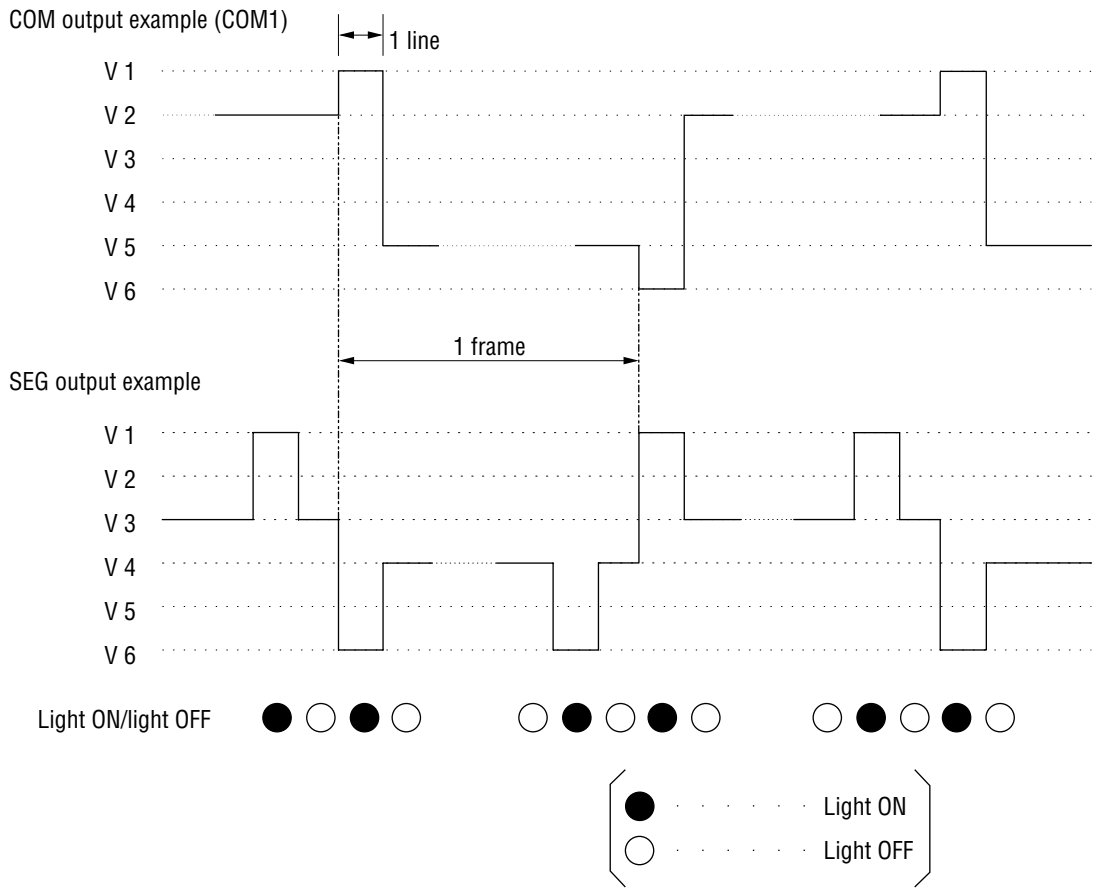 COM output example (COM1)
1 line
V 1
V 2
V 3
V 4
V 5
V 6
1 frame
SEG output example
V 1
V 2
V 3
V 4
V 5
V 6
Light ON/light OFF
Light ON
Light OFF